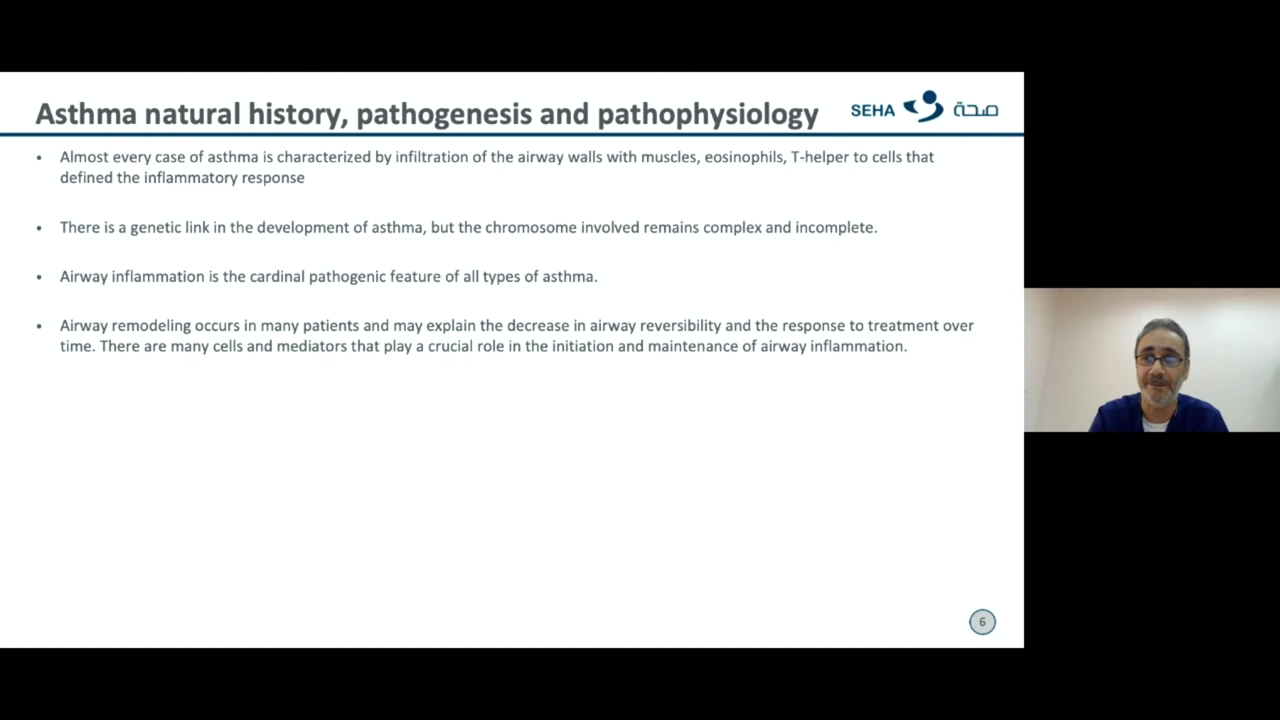 Asthma natural history, pathogenesis and pathophysiology
SEHA صحة
• Almost every case of asthma is characterized by infiltration of the airway walls with muscles, eosinophils, T-helper to cells that
defined the inflammatory response
• There is a genetic link in the development of asthma, but the chromosome involved remains complex and incomplete.
• Airway inflammation is the cardinal pathogenic feature of all types of asthma.
• Airway remodeling occurs in many patients and may explain the decrease in airway reversibility and the response to treatment over
time. There are many cells and mediators that play a crucial role in the initiation and maintenance of airway inflammation.
6